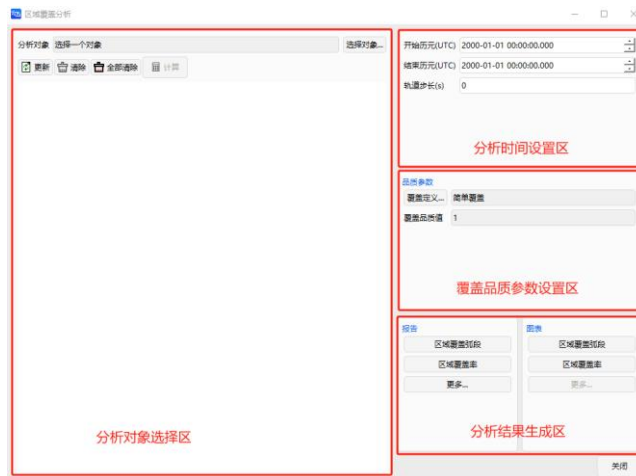 区域覆盖分析
分析对象 选择一个对象 选择对象...
更新 清除 全部清除 计算
分析对象选择区
开始历元(UTC) 2000-01-01 00:00:00.000
结束历元(UTC) 2000-01-01 00:00:00.000
轨道步长(s) 0
分析时间设置区
品质参数
覆盖定义... 简单覆盖
覆盖品质值 1
覆盖品质参数设置区
报告 图表
区域覆盖弧段 区域覆盖弧段
区域覆盖率 区域覆盖率
更多... 更多...
分析结果生成区
关闭